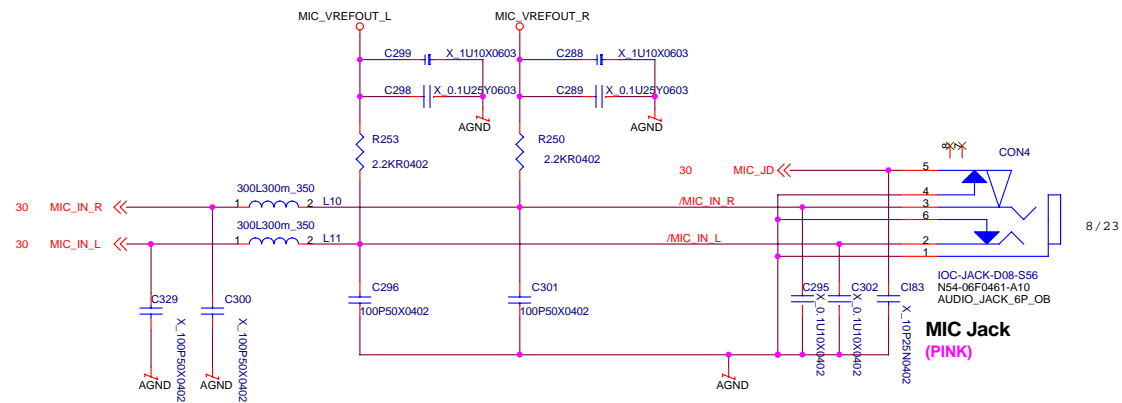 MIC_VREFOUT_L
MIC_VREFOUT_R
C299 X_1U10X0603
C288 X_1U10X0603
C298 X_0.1U25Y0603
C289 X_0.1U25Y0603
AGND
AGND
R253
2.2KR0402
R250
2.2KR0402
8
7
CON4
30 MIC_JD
5
4
3
6
2
1
300L300m_350
30 MIC_IN_R
1 2 L10
/MIC_IN_R
300L300m_350
30 MIC_IN_L
1 2 L11
/MIC_IN_L
8/23
IOC-JACK-D08-S56
N54-06F0461-A10
AUDIO_JACK_6P_OB
C329
X_100P50X0402
C300
X_100P50X0402
C296
100P50X0402
C301
100P50X0402
C295
X_0.1U10X0402
C302
X_0.1U10X0402
CI83
X_10P25N0402
MIC Jack
(PINK)
AGND
AGND
AGND